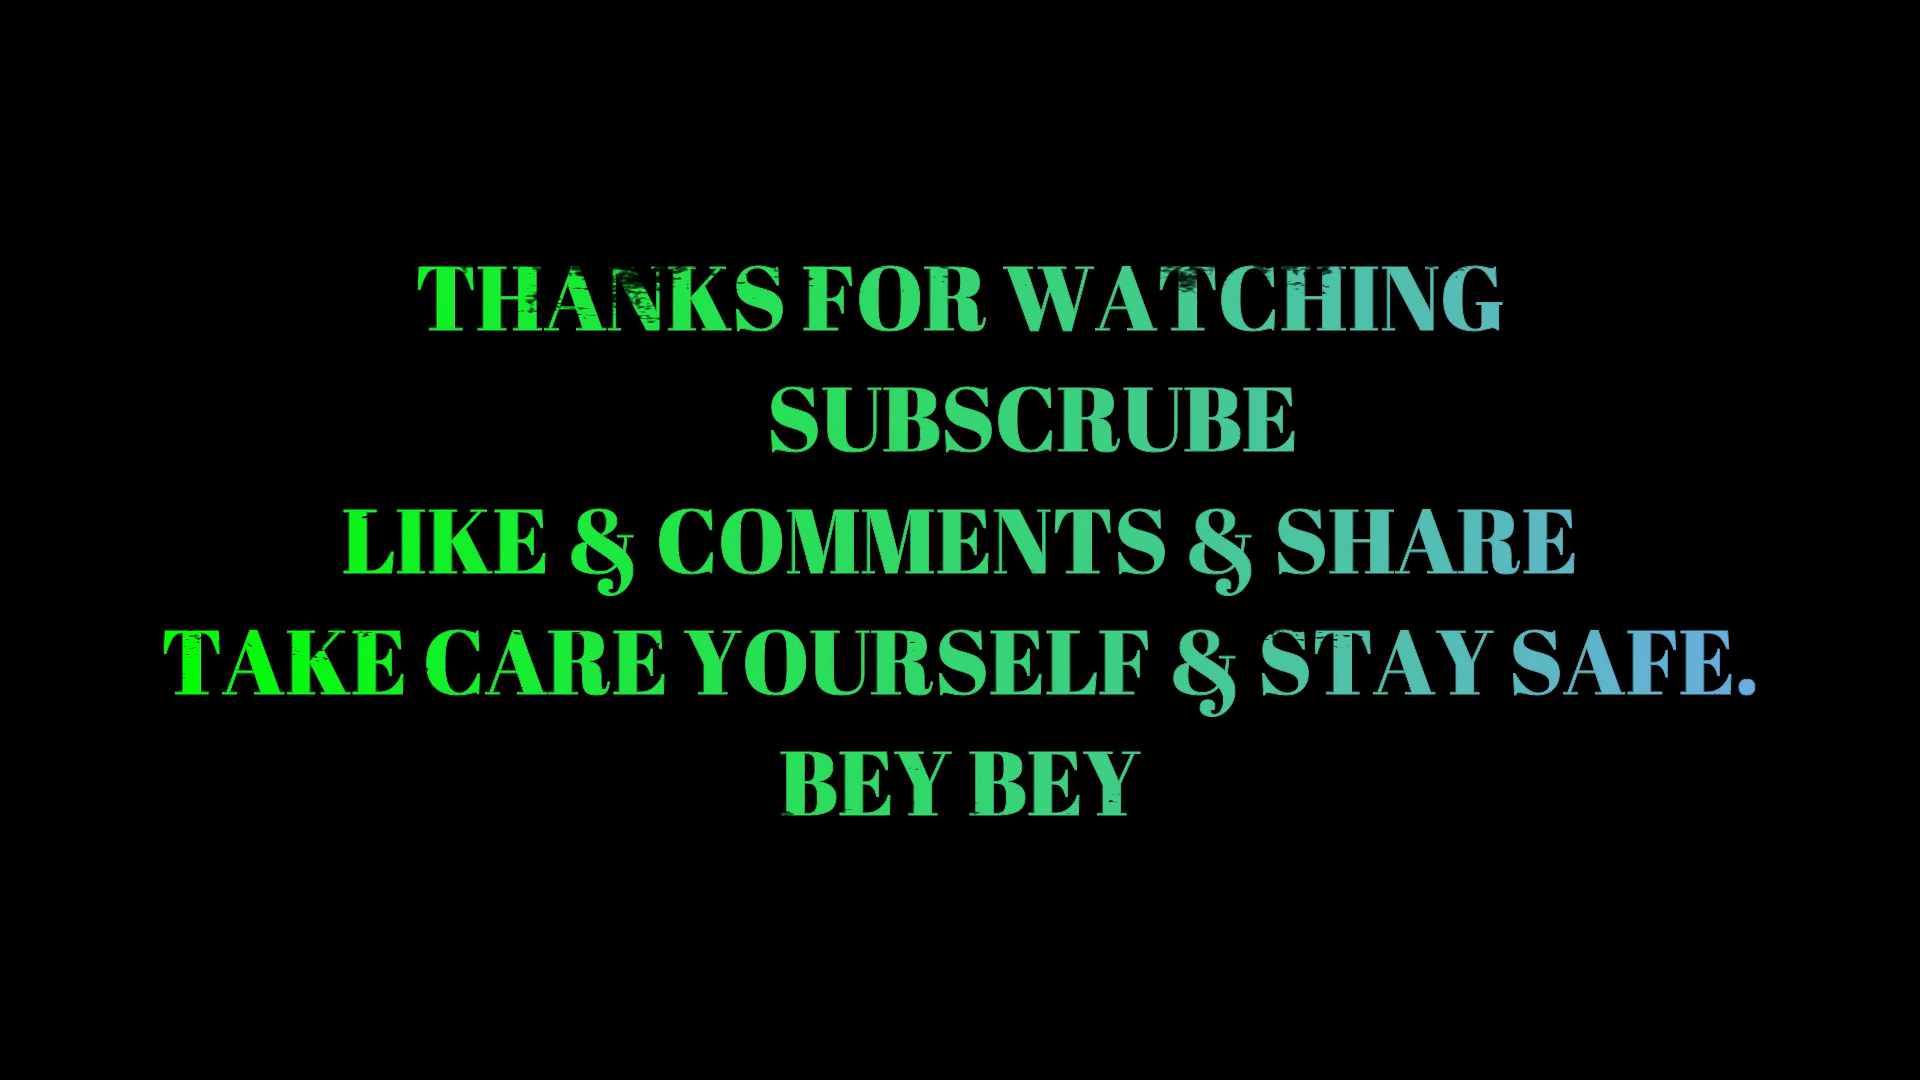 THANKS FOR WATCHING
SUBSCRUBE
LIKE & COMMENTS & SHARE
TAKE CARE YOURSELF & STAY SAFE.
BEY BEY